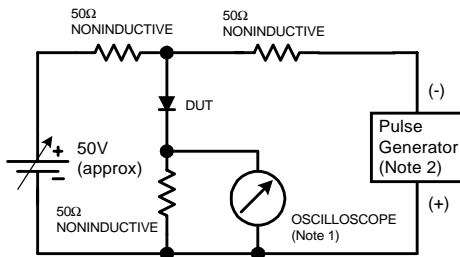 50Ω
NONINDUCTIVE
50Ω
NONINDUCTIVE
DUT
+
50V
(approx)
−
50Ω
NONINDUCTIVE
OSCILLOSCOPE
(Note 1)
(-)
Pulse
Generator
(Note 2)
(+)